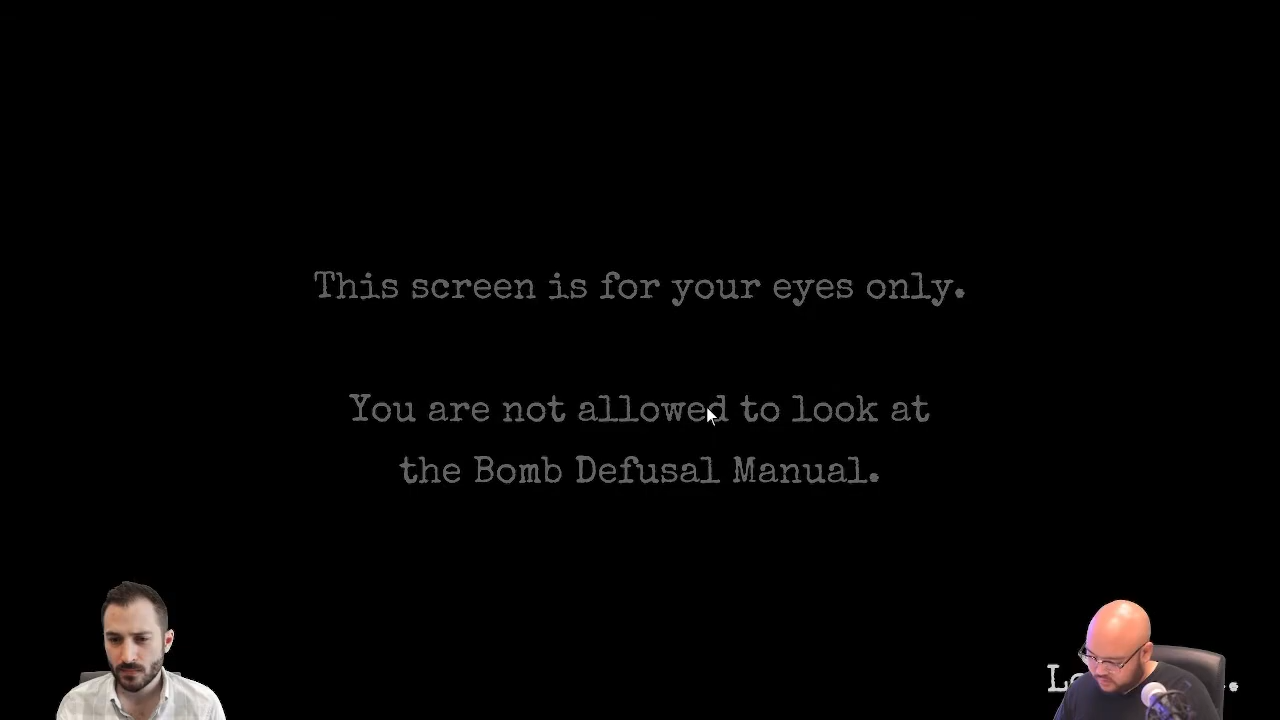 This screen is for your eyes only.
You are not allowed to look at
the Bomb Defusal Manual.